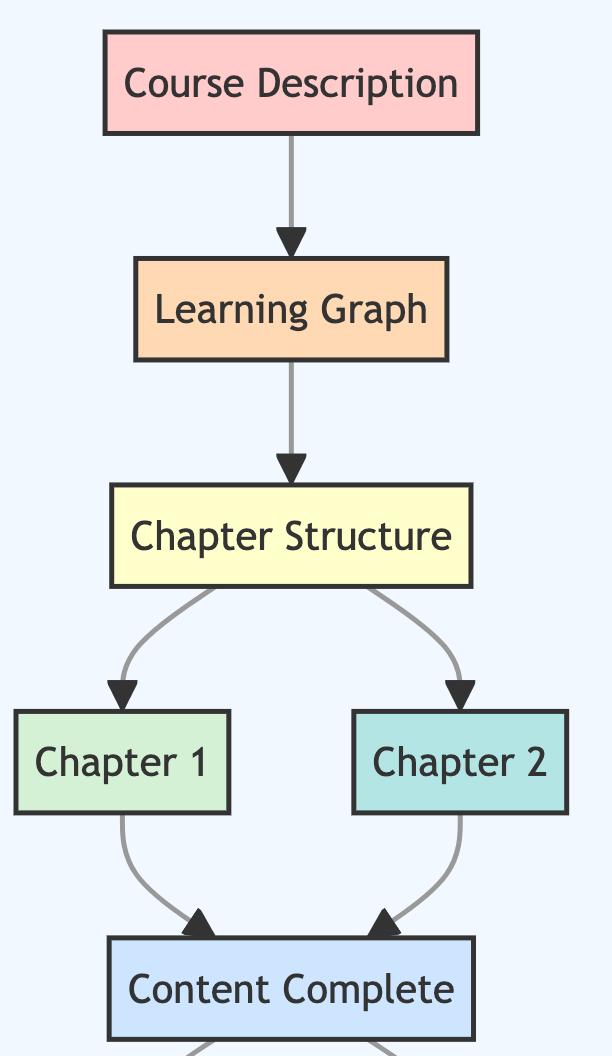 Course Description
Learning Graph
Chapter Structure
Chapter 1
Chapter 2
Content Complete